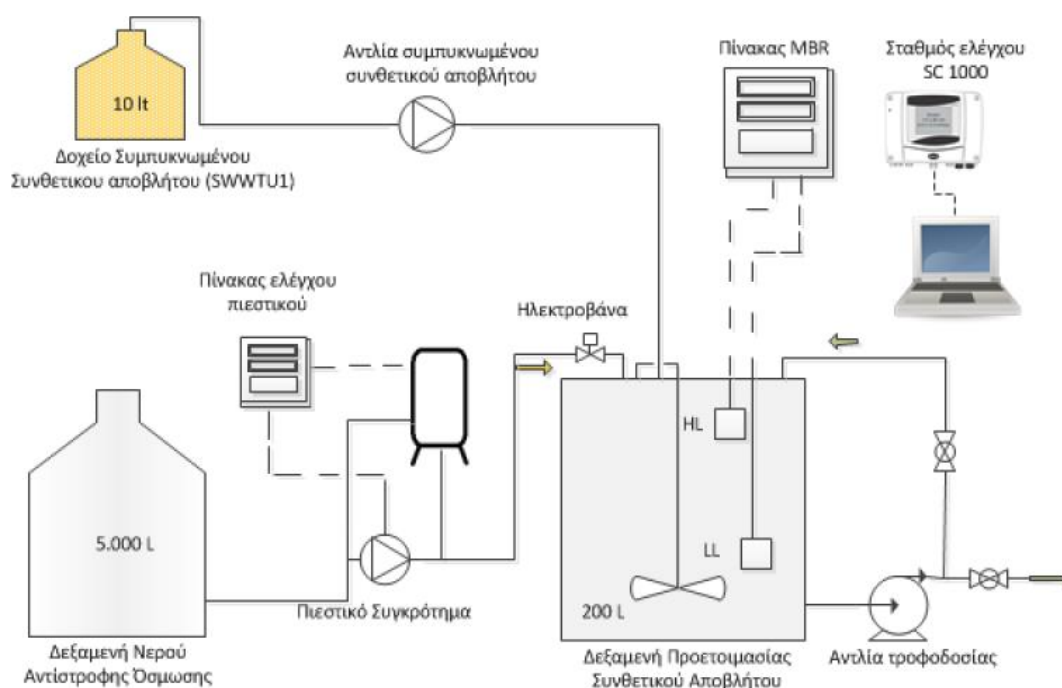 Αντλία συμπυκνωμένου
συνθετικού αποβλήτου
Πίνακας MBR
Σταθμός ελέγχου
SC 1000
10 lt
Δοχείο Συμπυκνωμένου
Συνθετικου αποβλήτου (SWWTU1)
Πίνακας ελέγχου
πιεστικού
Ηλεκτροβάνα
HL
5.000 L
LL
200 L
Πιεστικό Συγκρότημα
Δεξαμενή Νερού
Αντίστροφης Όσμωσης
Δεξαμενή Προετοιμασίας
Συνθετικού Αποβλήτου
Αντλία τροφοδοσίας